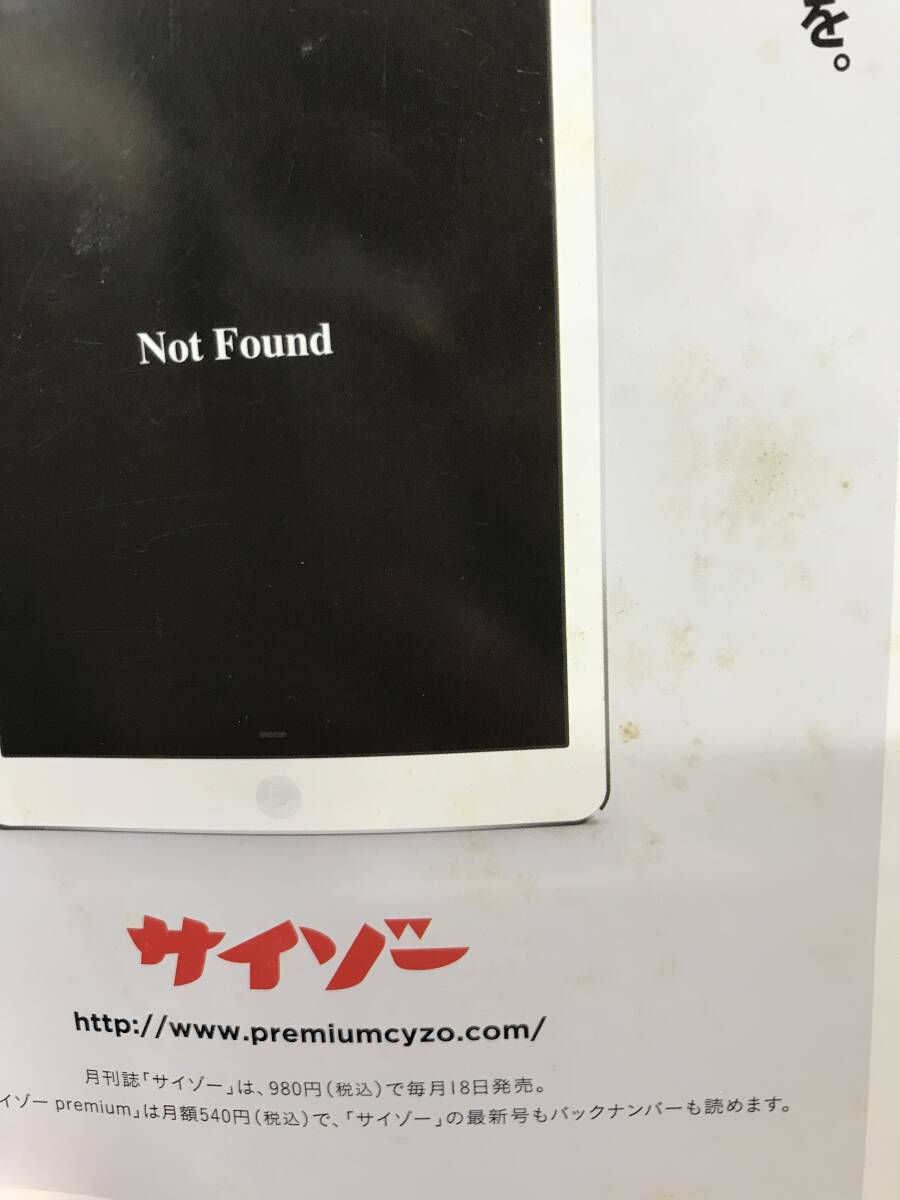 を。
Not Found
サイゾー
http://www.premiumcyzo.com/
月刊誌「サイゾー」は、980円(税込)で毎月18日発売。
イゾー premium」は月額540円(税込)で、「サイゾー」の最新号もバックナンバーも読めます。